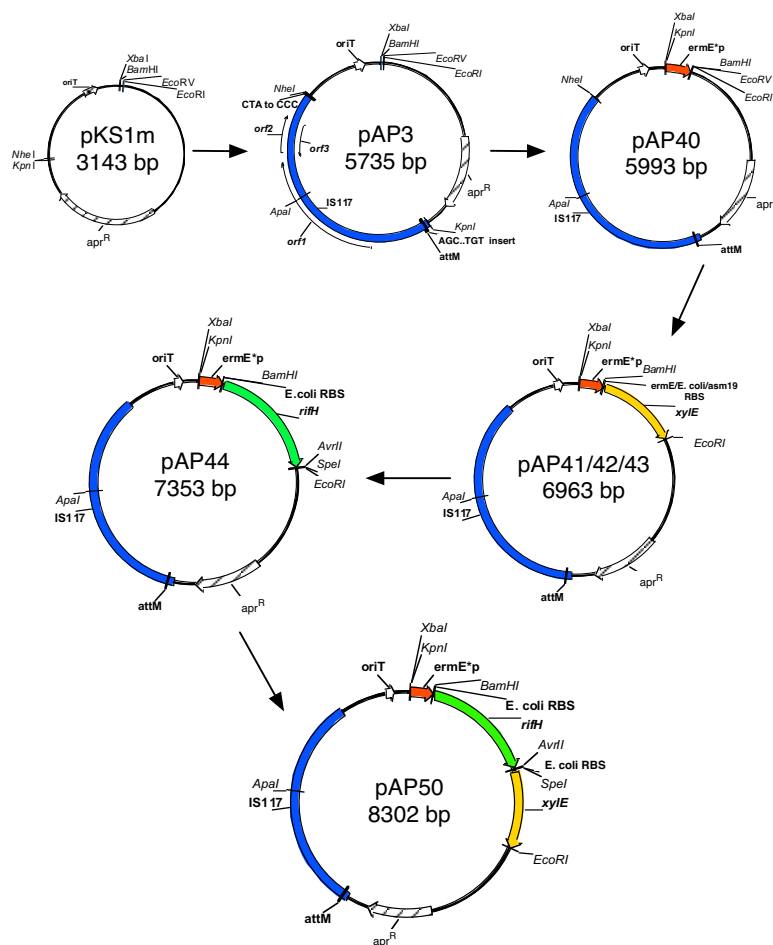 XbaI
BamHI
EcoRV
EcoRI
oriT
pKS1m
3143 bp
NheI
KpnI
aprR
XbaI
BamHI
EcoRV
EcoRI
oriT
NheI
CTA to CCC
orf2
orf3
pAP3
5735 bp
aprR
ApaI
IS117
orf1
KpnI
AGC..TGT insert
attM
XbaI
KpnI
oriT
ermE*p
BamHI
EcoRV
EcoRI
NheI
pAP40
5993 bp
ApaI
IS117
apr
attM
XbaI
KpnI
oriT
ermE*p
BamHI
E.coli RBS
rifH
pAP44
7353 bp
AvrII
SpeI
EcoRI
ApaI
IS117
attM
aprR
XbaI
KpnI
oriT
ermE*p
BamHI
ermE/E. coli/asm19
RBS
xylE
EcoRI
pAP41/42/43
6963 bp
ApaI
IS117
attM
aprR
XbaI
KpnI
oriT
ermE*p
BamHI
E. coli RBS
rifH
AvrII
E. coli RBS
SpeI
xylE
pAP50
8302 bp
ApaI
IS117
EcoRI
attM
aprR